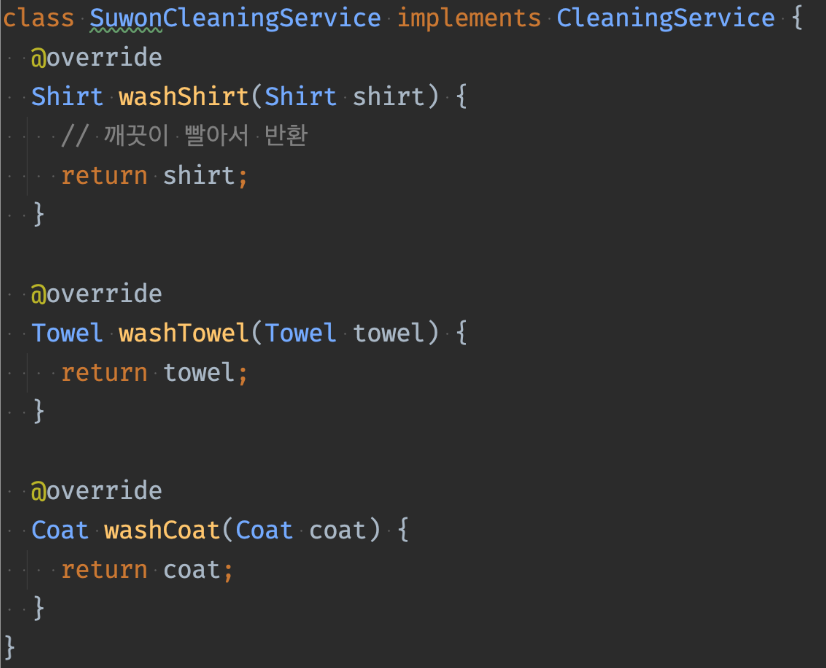 class SuwonCleaningService implements CleaningService {
  @override
  Shirt washShirt(Shirt shirt) {
    // 깨끗이 빨아서 반환
    return shirt;
  }

  @override
  Towel washTowel(Towel towel) {
    return towel;
  }

  @override
  Coat washCoat(Coat coat) {
    return coat;
  }
}